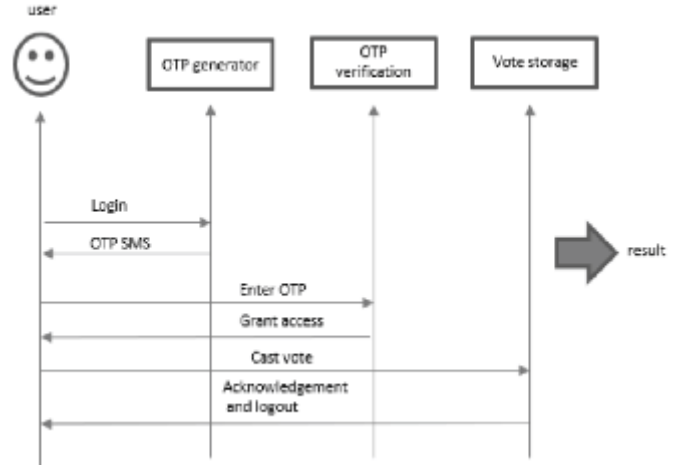 user
OTP generator
OTP
verification
Vote storage
Login
OTP SMS
result
Enter OTP
Grant access
Cast vote
Acknowledgement
and logout